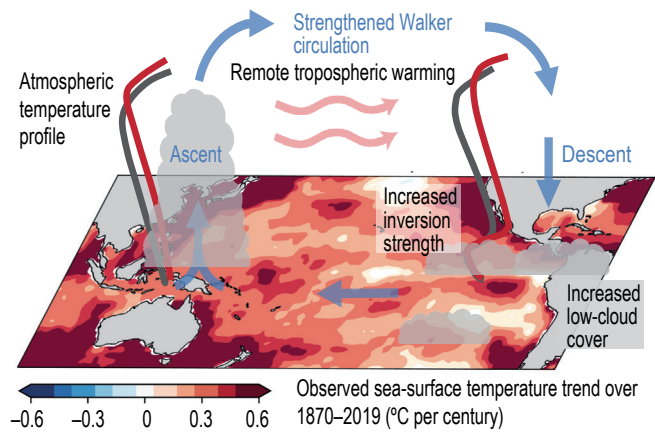 Strengthened Walker
circulation
Atmospheric
temperature
profile
Remote tropospheric warming
Ascent
Descent
Increased
inversion
strength
Increased
low-cloud
cover
–0.6 –0.3 0 0.3 0.6
Observed sea-surface temperature trend over
1870–2019 (ºC per century)